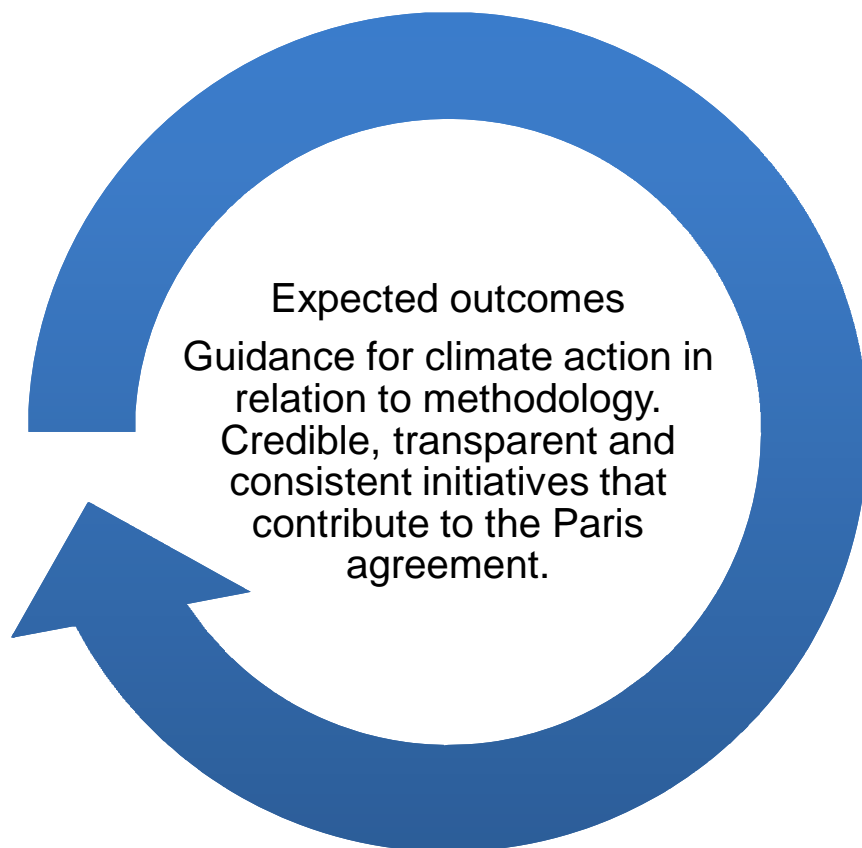 Expected outcomes
Guidance for climate action in
relation to methodology.
Credible, transparent and
consistent initiatives that
contribute to the Paris
agreement.